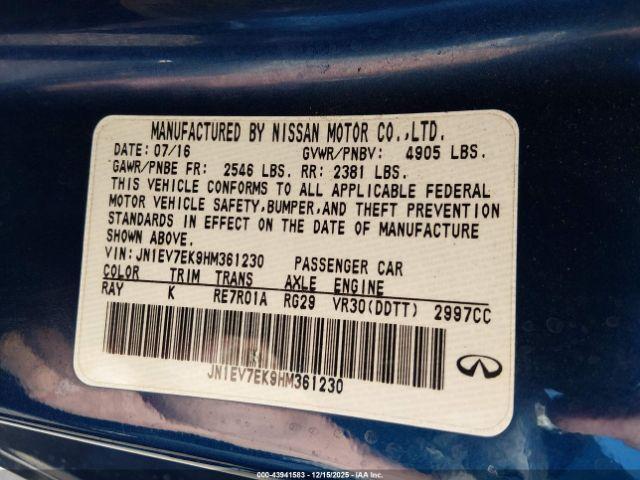 MANUFACTURED BY NISSAN MOTOR CO.,LTD.
DATE: 07/16 GVWR/PNBV: 4905 LBS.
GAWR/PNBE FR: 2546 LBS. RR: 2381 LBS.
THIS VEHICLE CONFORMS TO ALL APPLICABLE FEDERAL
MOTOR VEHICLE SAFETY,BUMPER,AND THEFT PREVENTION
STANDARDS IN EFFECT ON THE DATE OF MANUFACTURE
SHOWN ABOVE.
VIN:JN1EV7EK9HM361230 PASSENGER CAR
COLOR TRIM TRANS AXLE ENGINE
RAY K RE7R01A RG29 VR30(DDTT) 2997CC
JN1EV7EK9HM361230
00-43941583 - 12/15/2025 - IAA Inc.